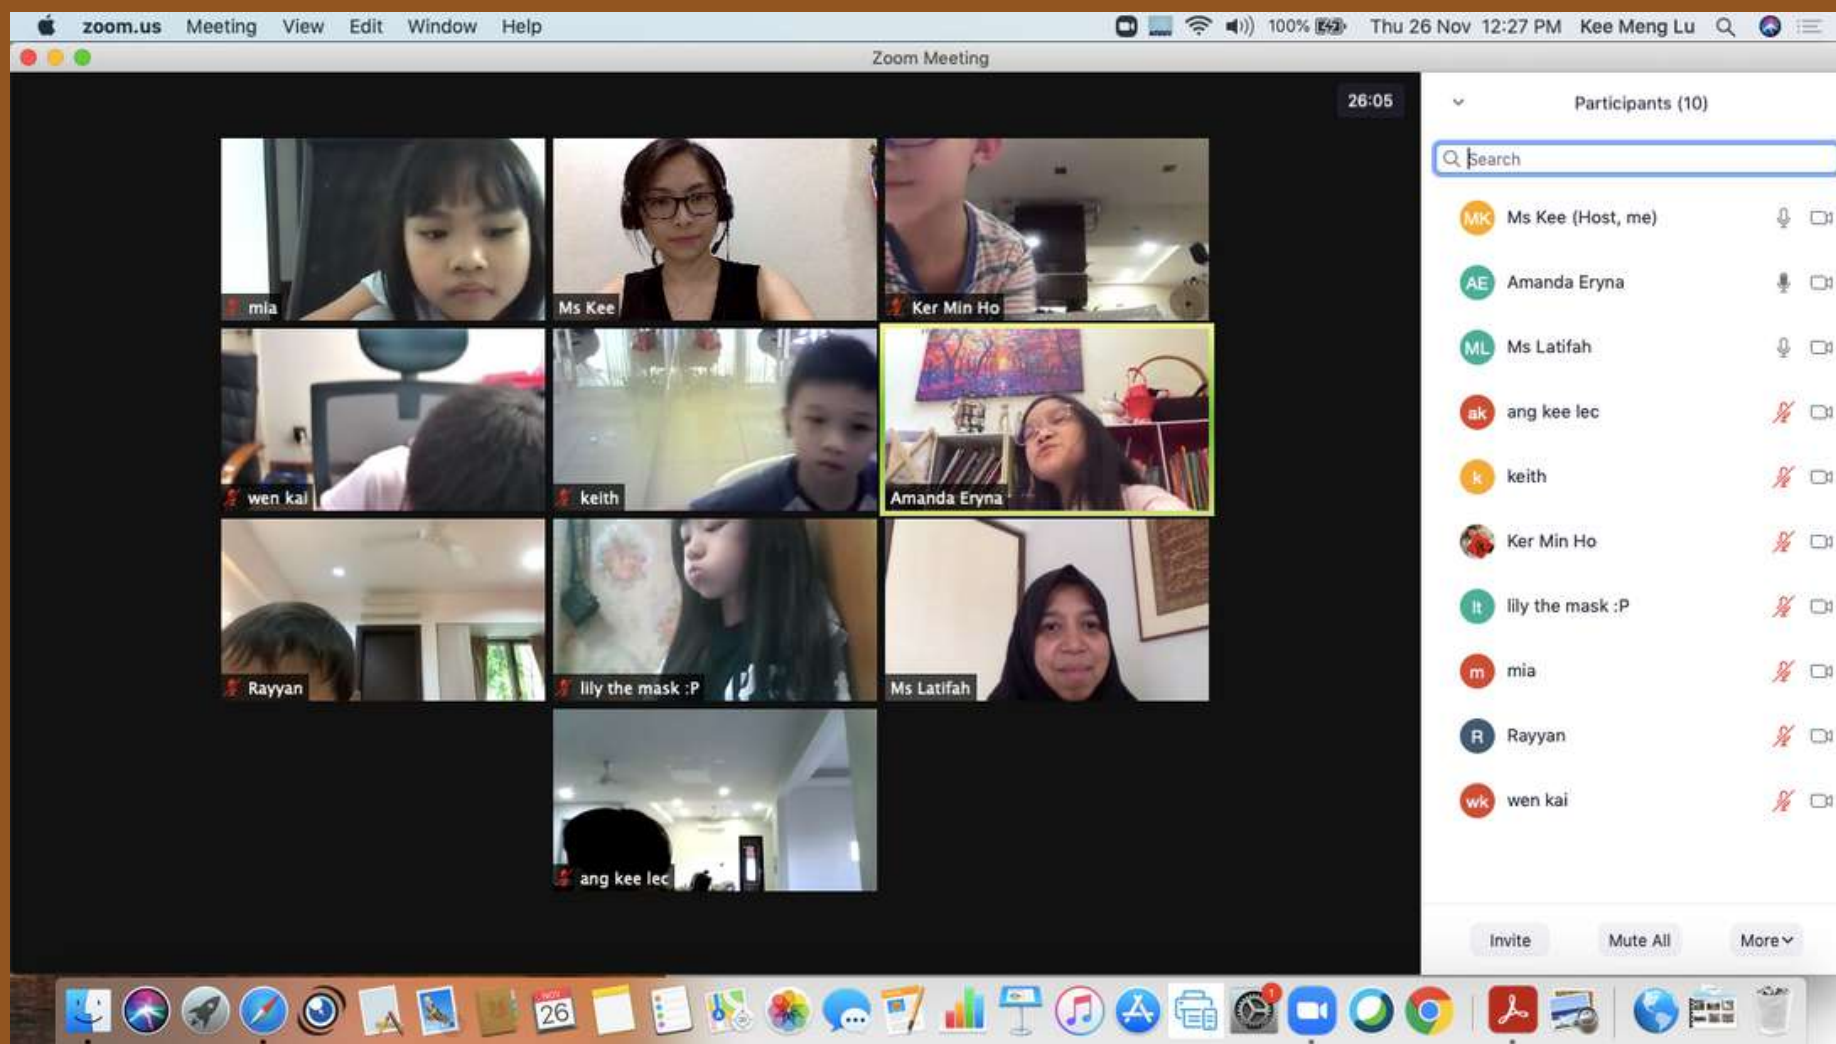 zoom.us Meeting View Edit Window Help 100% Thu 26 Nov 12:27 PM Kee Meng Lu
Zoom Meeting
26:05
mia
Ms Kee
Ker Min Ho
wen kai
keith
Amanda Eryna
Rayyan
lily the mask :P
Ms Latifah
ang kee lec
Participants (10)
Search
MK Ms Kee (Host, me)
AE Amanda Eryna
ML Ms Latifah
ak ang kee lec
k keith
Ker Min Ho
lt lily the mask :P
m mia
R Rayyan
wk wen kai
Invite Mute All More
NOV
26
1